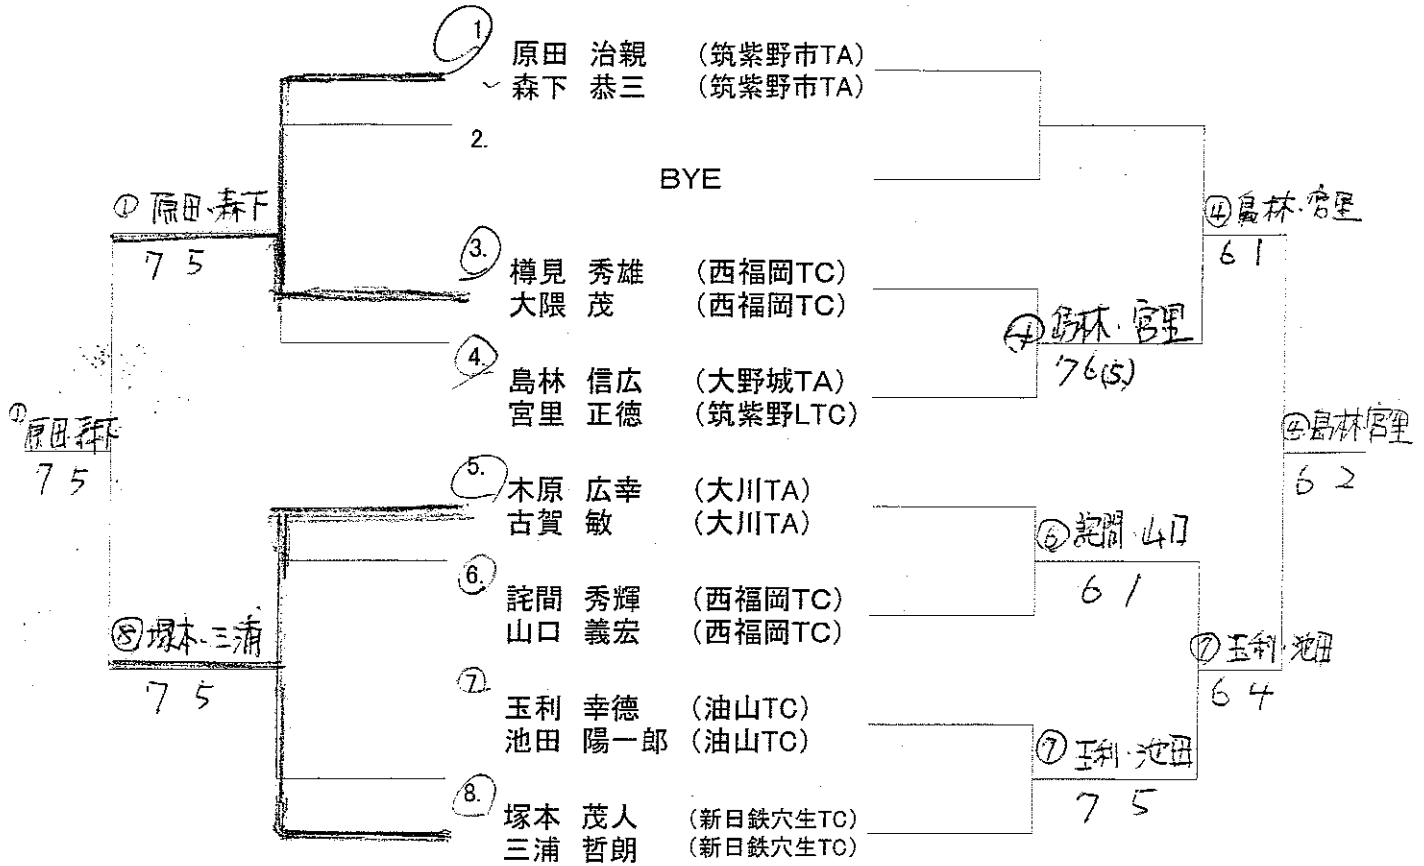 1
原田 治親 (筑紫野市TA)
森下 恭三 (筑紫野市TA)
2.
BYE
① 原田・森下
7 5
④島林・宮里
6 1
3.
樽見 秀雄 (西福岡TC)
大隈 茂 (西福岡TC)
④ 島林・宮里
76(5)
4.
島林 信広 (大野城TA)
宮里 正徳 (筑紫野LTC)
①原田・森下
7 5
④島林・宮里
6 2
5.
木原 広幸 (大川TA)
古賀 敏 (大川TA)
⑥ 詫間・山口
6 1
6.
詫間 秀輝 (西福岡TC)
山口 義宏 (西福岡TC)
⑧塚本・三浦
7 5
⑦ 玉利・池田
6 4
7.
玉利 幸徳 (油山TC)
池田 陽一郎 (油山TC)
⑦ 玉利・池田
7 5
8.
塚本 茂人 (新日鉄穴生TC)
三浦 哲朗 (新日鉄穴生TC)